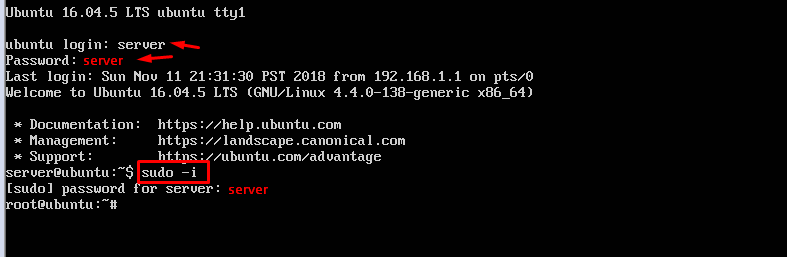 Ubuntu 16.04.5 LTS ubuntu tty1
ubuntu login: server
Password: server
Last login: Sun Nov 11 21:31:30 PST 2018 from 192.168.1.1 on pts/0
Welcome to Ubuntu 16.04.5 LTS (GNU/Linux 4.4.0-138-generic x86_64)
* Documentation:  https://help.ubuntu.com
* Management:     https://landscape.canonical.com
* Support:        https://ubuntu.com/advantage
server@ubuntu:~$ sudo -i
[sudo] password for server: server
root@ubuntu:~#